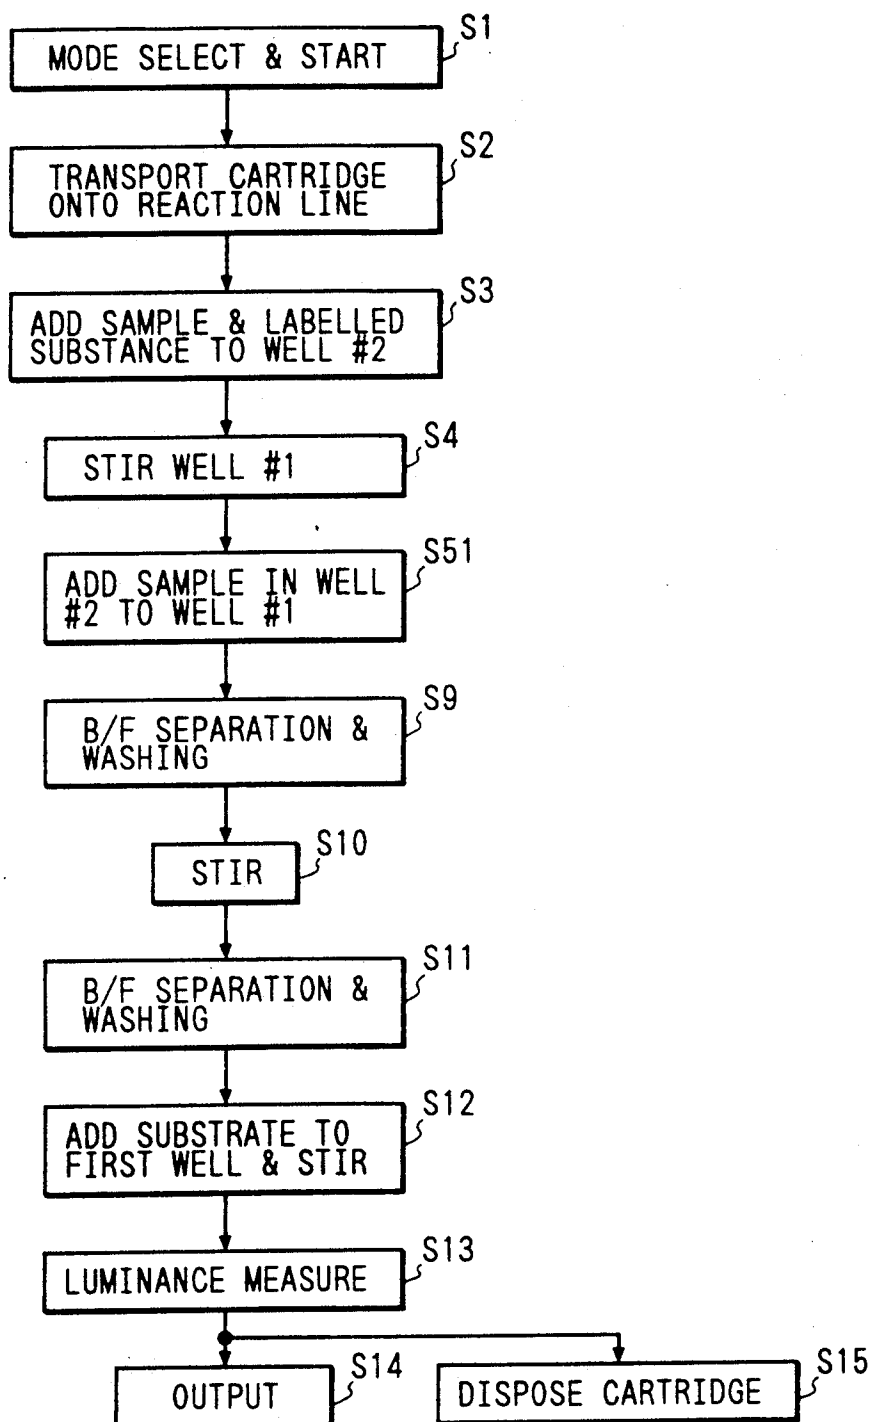 S1
MODE SELECT & START
S2
TRANSPORT CARTRIDGE
ONTO REACTION LINE
S3
ADD SAMPLE & LABELLED
SUBSTANCE TO WELL #2
S4
STIR WELL #1
S51
ADD SAMPLE IN WELL
#2 TO WELL #1
S9
B/F SEPARATION &
WASHING
S10
STIR
S11
B/F SEPARATION &
WASHING
S12
ADD SUBSTRATE TO
FIRST WELL & STIR
S13
LUMINANCE MEASURE
S14
OUTPUT
S15
DISPOSE CARTRIDGE